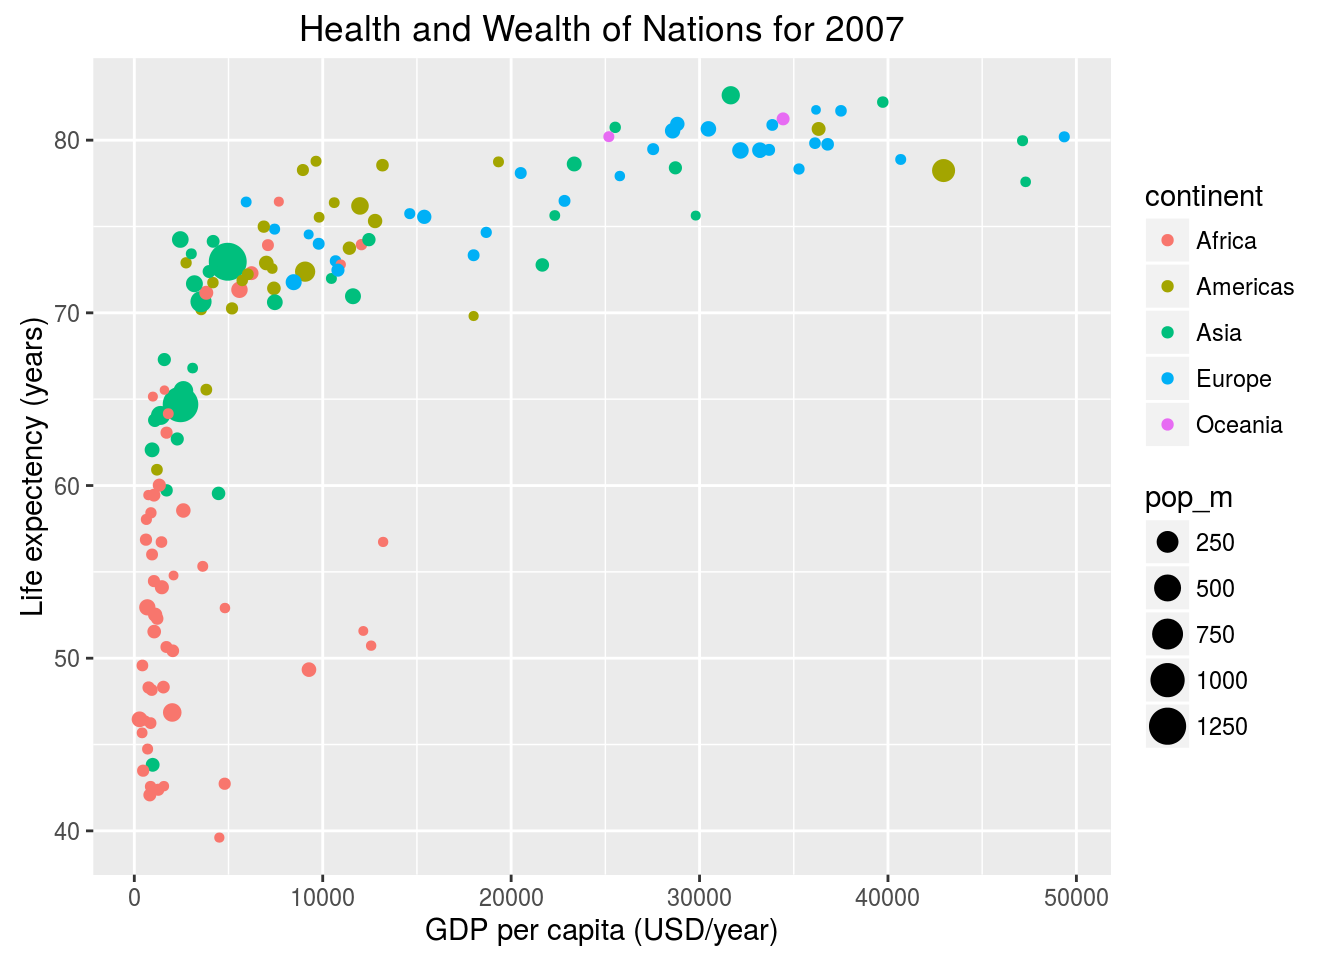 Health and Wealth of Nations for 2007
Life expectency (years)
80
70
60
50
40
0 10000 20000 30000 40000 50000
GDP per capita (USD/year)
continent
Africa
Americas
Asia
Europe
Oceania
pop_m
250
500
750
1000
1250